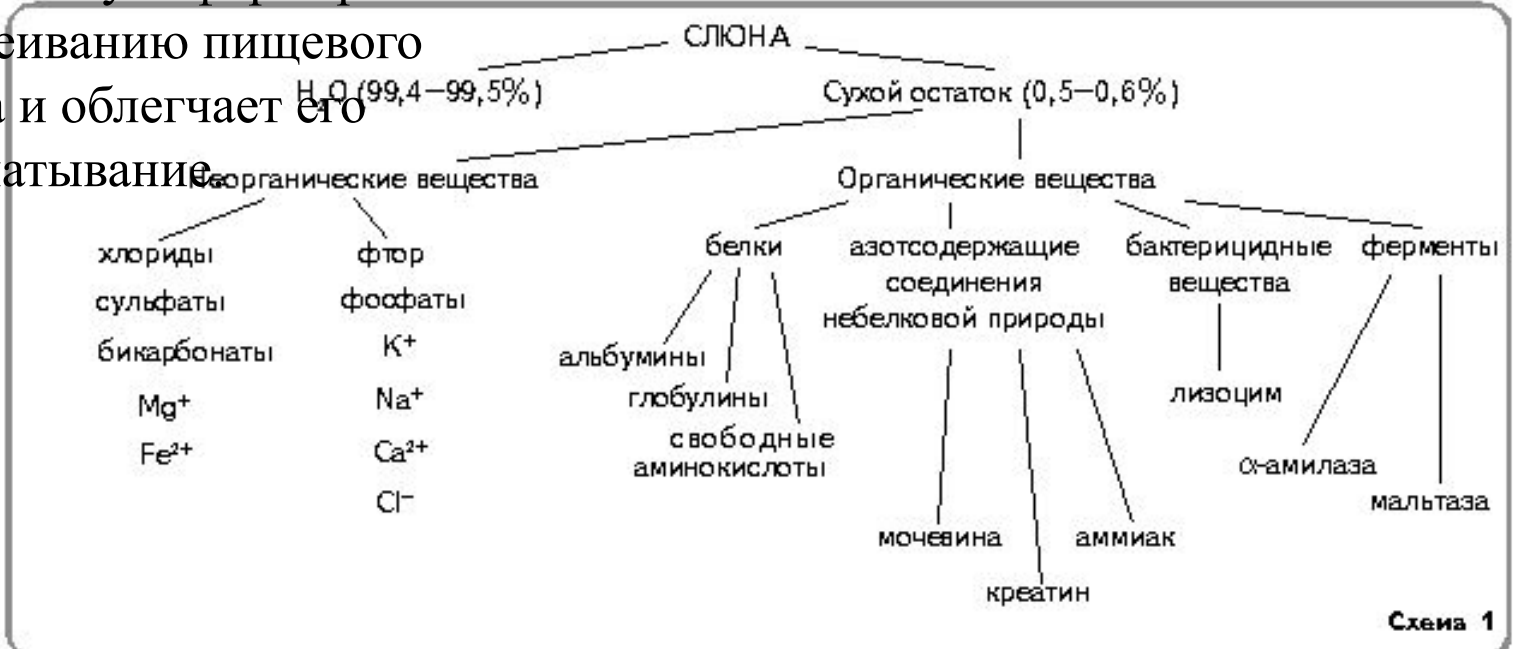 еиванию пищевого
и облегчает его
атывание.
СЛЮНА
H₂O (99,4—99,5%)
Сухой остаток (0,5—0,6%)
Неорганические вещества
Органические вещества
хлориды
сульфаты
бикарбонаты
Mg⁺
Fe²⁺
фтор
фосфаты
K⁺
Na⁺
Ca²⁺
Cl⁻
белки
альбумины
глобулины
свободные
аминокислоты
азотсодержащие
соединения
небелковой природы
мочевина
креатин
аммиак
бактерицидные
вещества
лизоцим
ферменты
α-амилаза
мальтаза
Схема 1